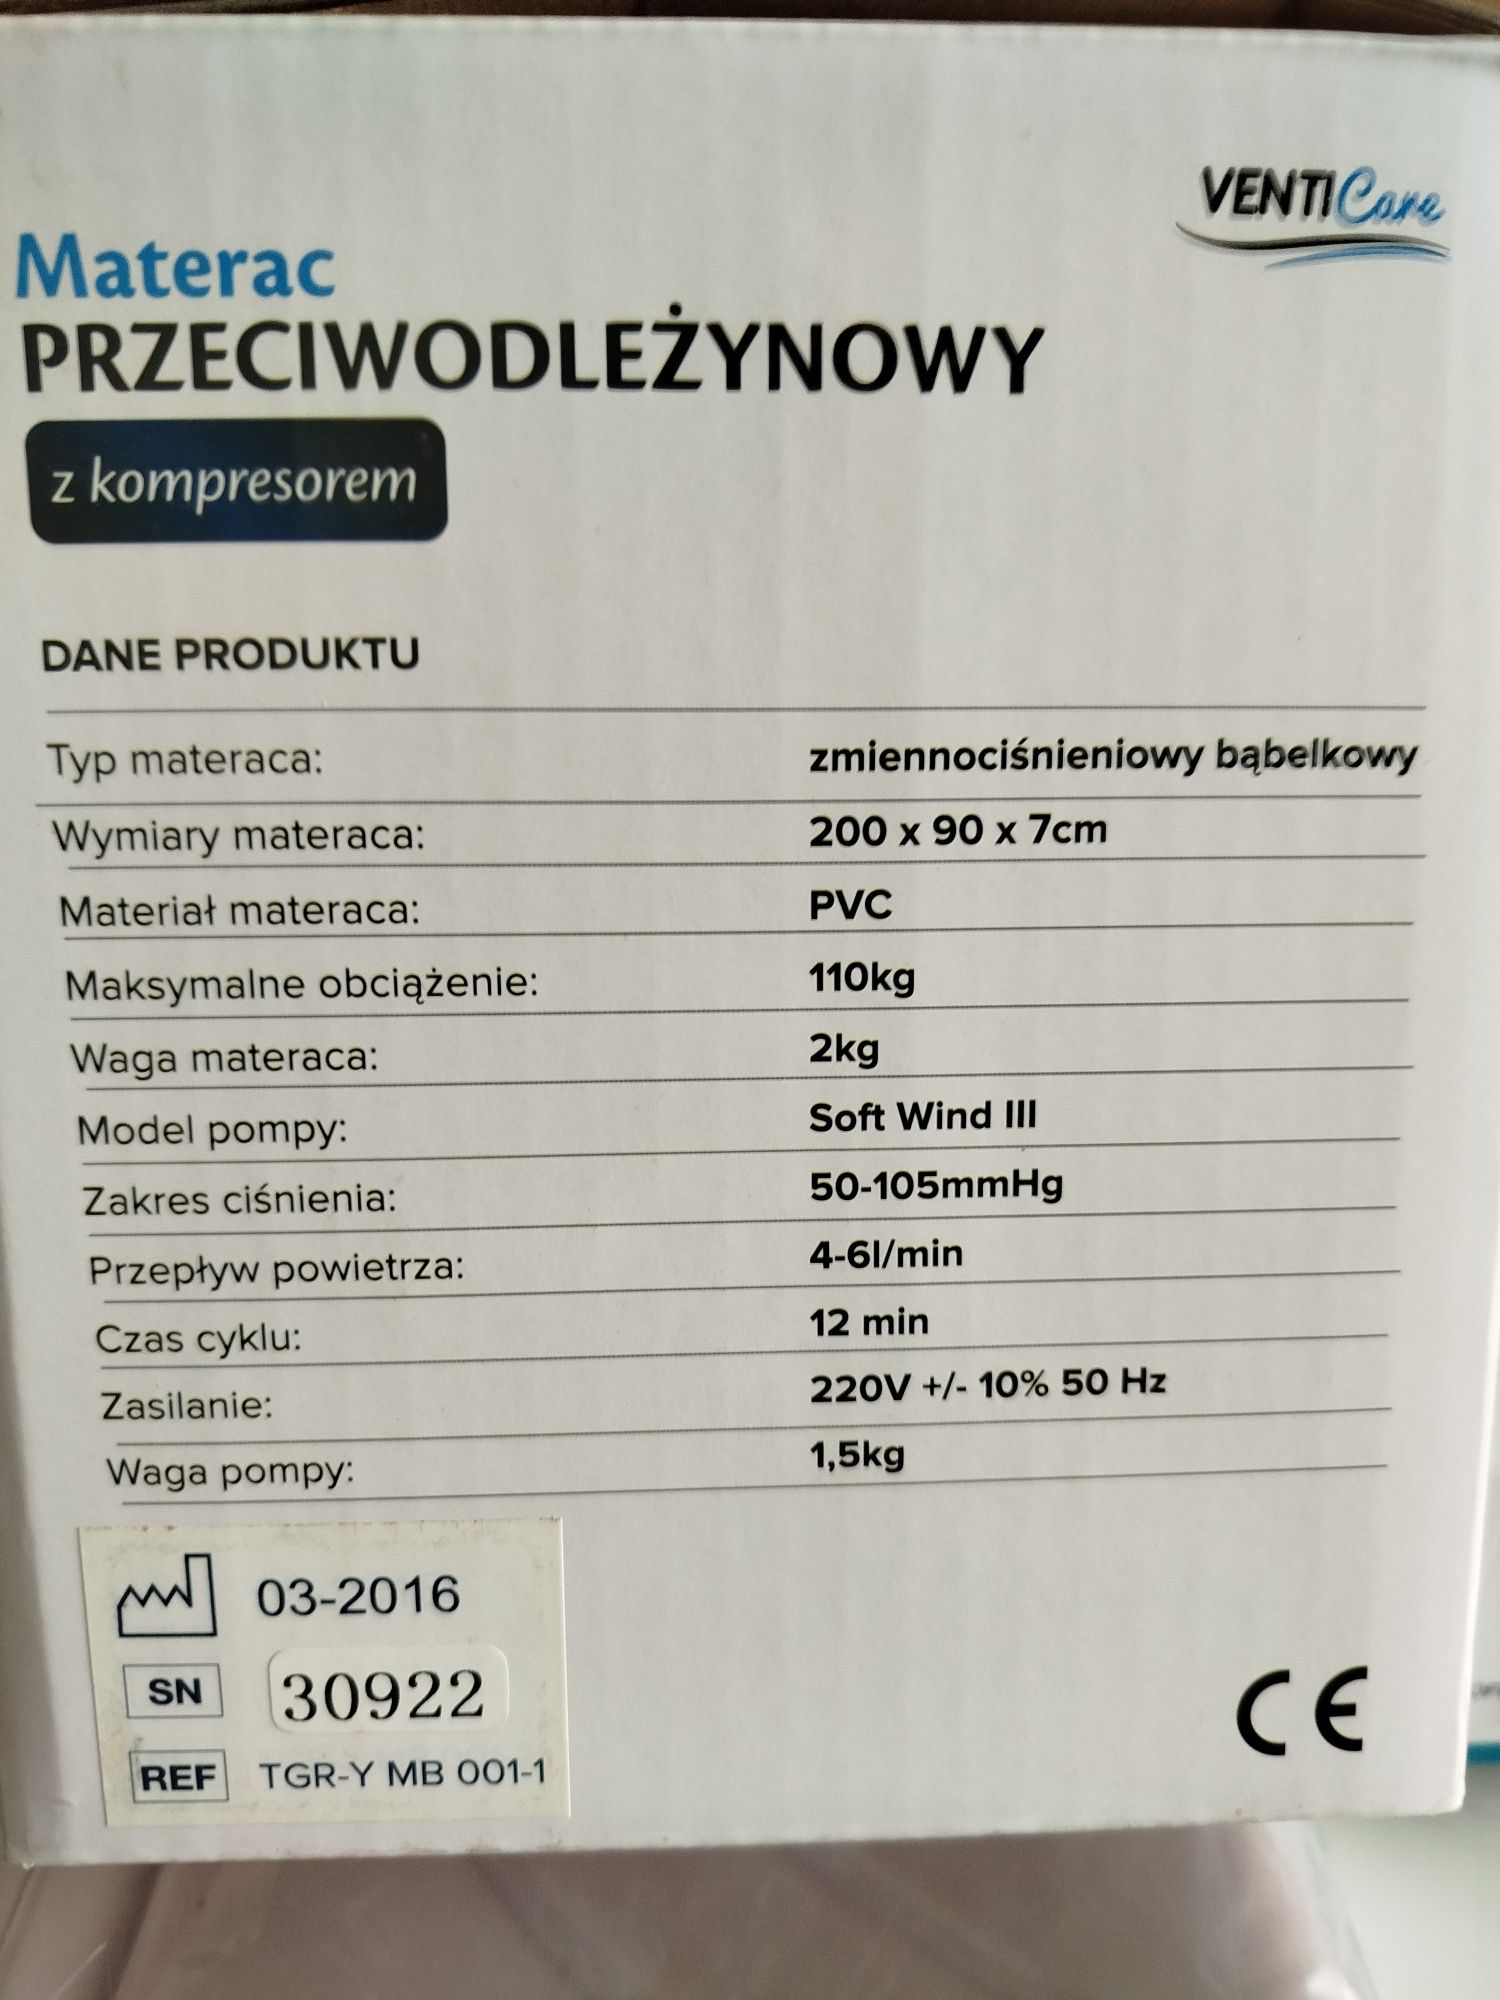 VENTICare
Materac
PRZECIWODLEŻYNOWY
z kompresorem
DANE PRODUKTU
Typ materaca: zmiennociśnieniowy bąbelkowy
Wymiary materaca: 200 x 90 x 7cm
Materiał materaca: PVC
Maksymalne obciążenie: 110kg
Waga materaca: 2kg
Model pompy: Soft Wind III
Zakres ciśnienia: 50-105mmHg
Przepływ powietrza: 4-6l/min
Czas cyklu: 12 min
Zasilanie: 220V +/- 10% 50 Hz
Waga pompy: 1,5kg
03-2016
SN 30922
REF TGR-Y MB 001-1
CE